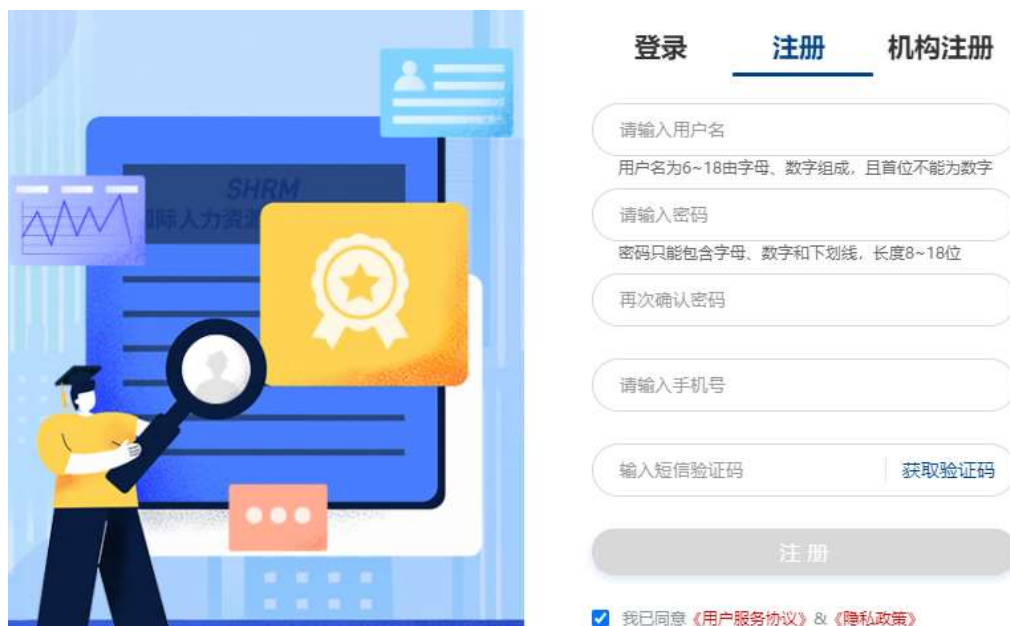 SHRM
国际人力资源
登录 注册 机构注册
请输入用户名
用户名为6~18由字母、数字组成，且首位不能为数字
请输入密码
密码只能包含字母、数字和下划线，长度8~18位
再次确认密码
请输入手机号
输入短信验证码 获取验证码
注 册
我已同意《用户服务协议》&《隐私政策》